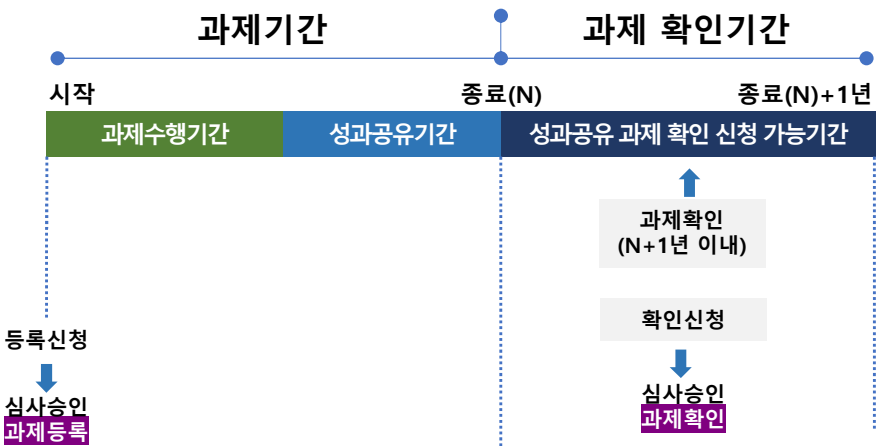 과제기간
과제 확인기간
시작
종료(N)
종료(N)+1년
과제수행기간
성과공유기간
성과공유 과제 확인 신청 가능기간
과제확인
(N+1년 이내)
확인신청
등록신청
심사승인
과제등록
심사승인
과제확인